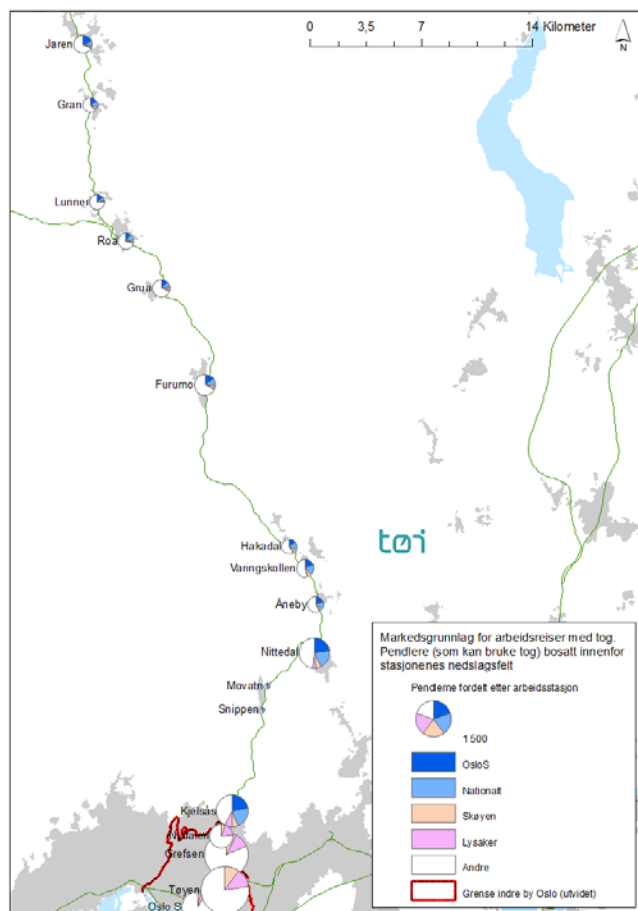 0 3,5 7 14 Kilometer
N
Jaren
Gran
Lunner
Roa
Grua
Furumo
Hakadal
tøi
Varingskollen
Åneby
Nittedal
Movatn
Snippen
Kjelsås
Grefsen
Tøyen
Oslo S
Markedsgrunnlag for arbeidsreiser med tog.
Pendlere (som kan bruke tog) bosatt innenfor
stasjonenes nedslagsfelt
Pendlerne fordelt etter arbeidsstasjon
1 500
OsloS
Nationalt
Skøyen
Lysaker
Andre
Grense indre by Oslo (utvidet)